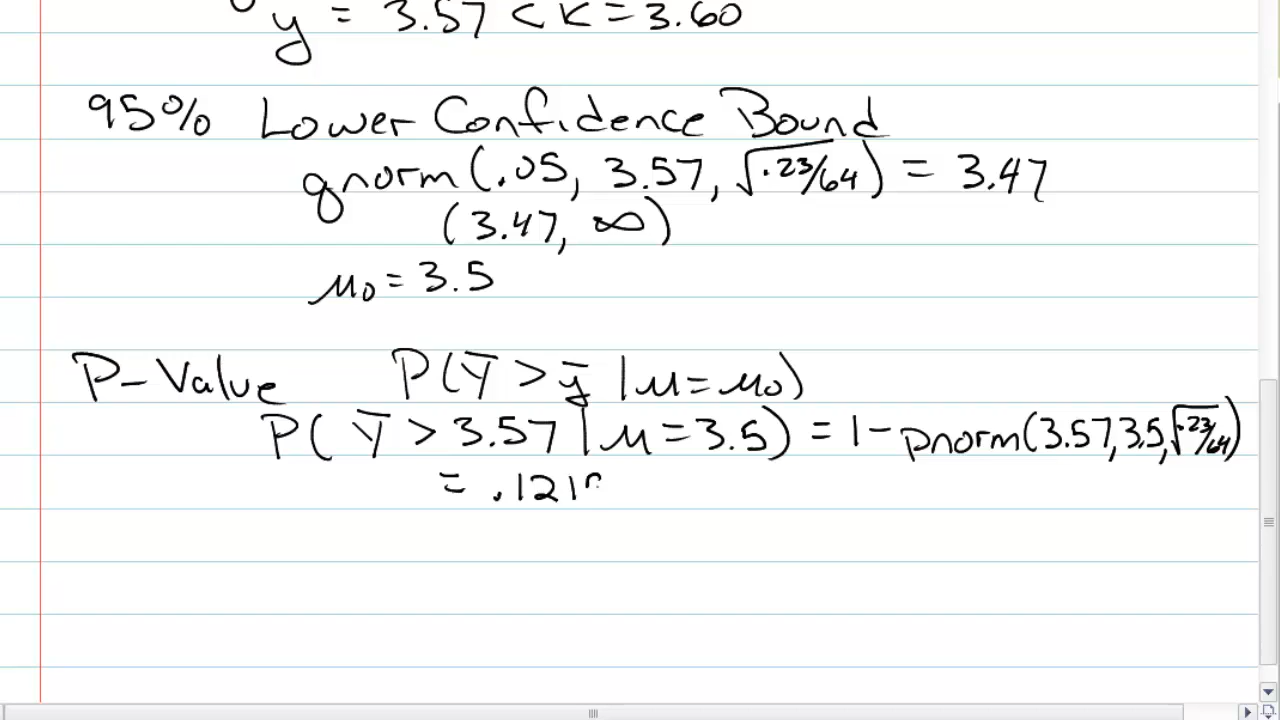 ȳ = 3.57 < K = 3.60
95% Lower Confidence Bound
qnorm(.05, 3.57, √.23/64) = 3.47
(3.47, ∞)
μ₀ = 3.5
P-Value P(Ȳ > ȳ | μ = μ₀)
P(Ȳ > 3.57 | μ = 3.5) = 1 - pnorm(3.57, 3.5, √.23/64)
= .121